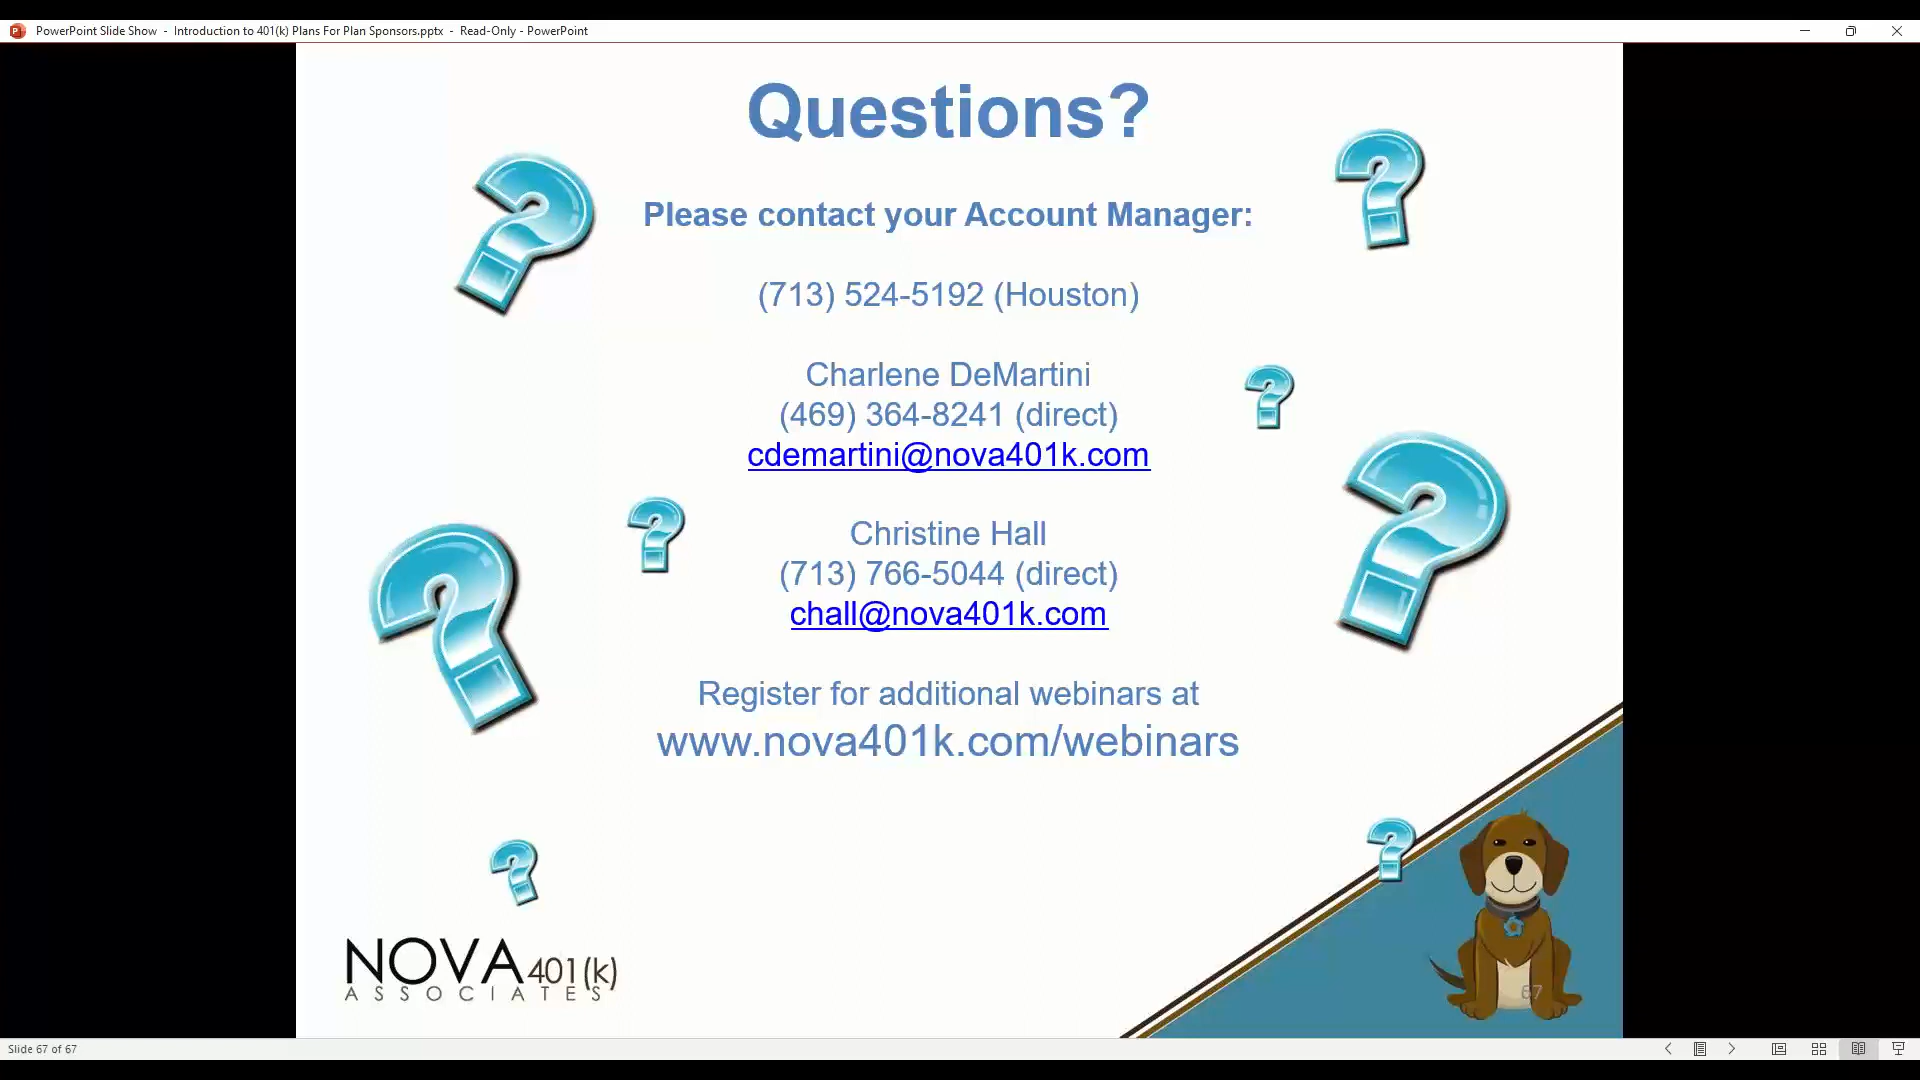 PowerPoint Slide Show - Introduction to 401(k) Plans For Plan Sponsors.pptx - Read-Only - PowerPoint
Questions?
Please contact your Account Manager:
(713) 524-5192 (Houston)
Charlene DeMartini
(469) 364-8241 (direct)
cdemartini@nova401k.com
Christine Hall
(713) 766-5044 (direct)
chall@nova401k.com
Register for additional webinars at
www.nova401k.com/webinars
NOVA 401(k)
ASSOCIATES
67
Slide 67 of 67